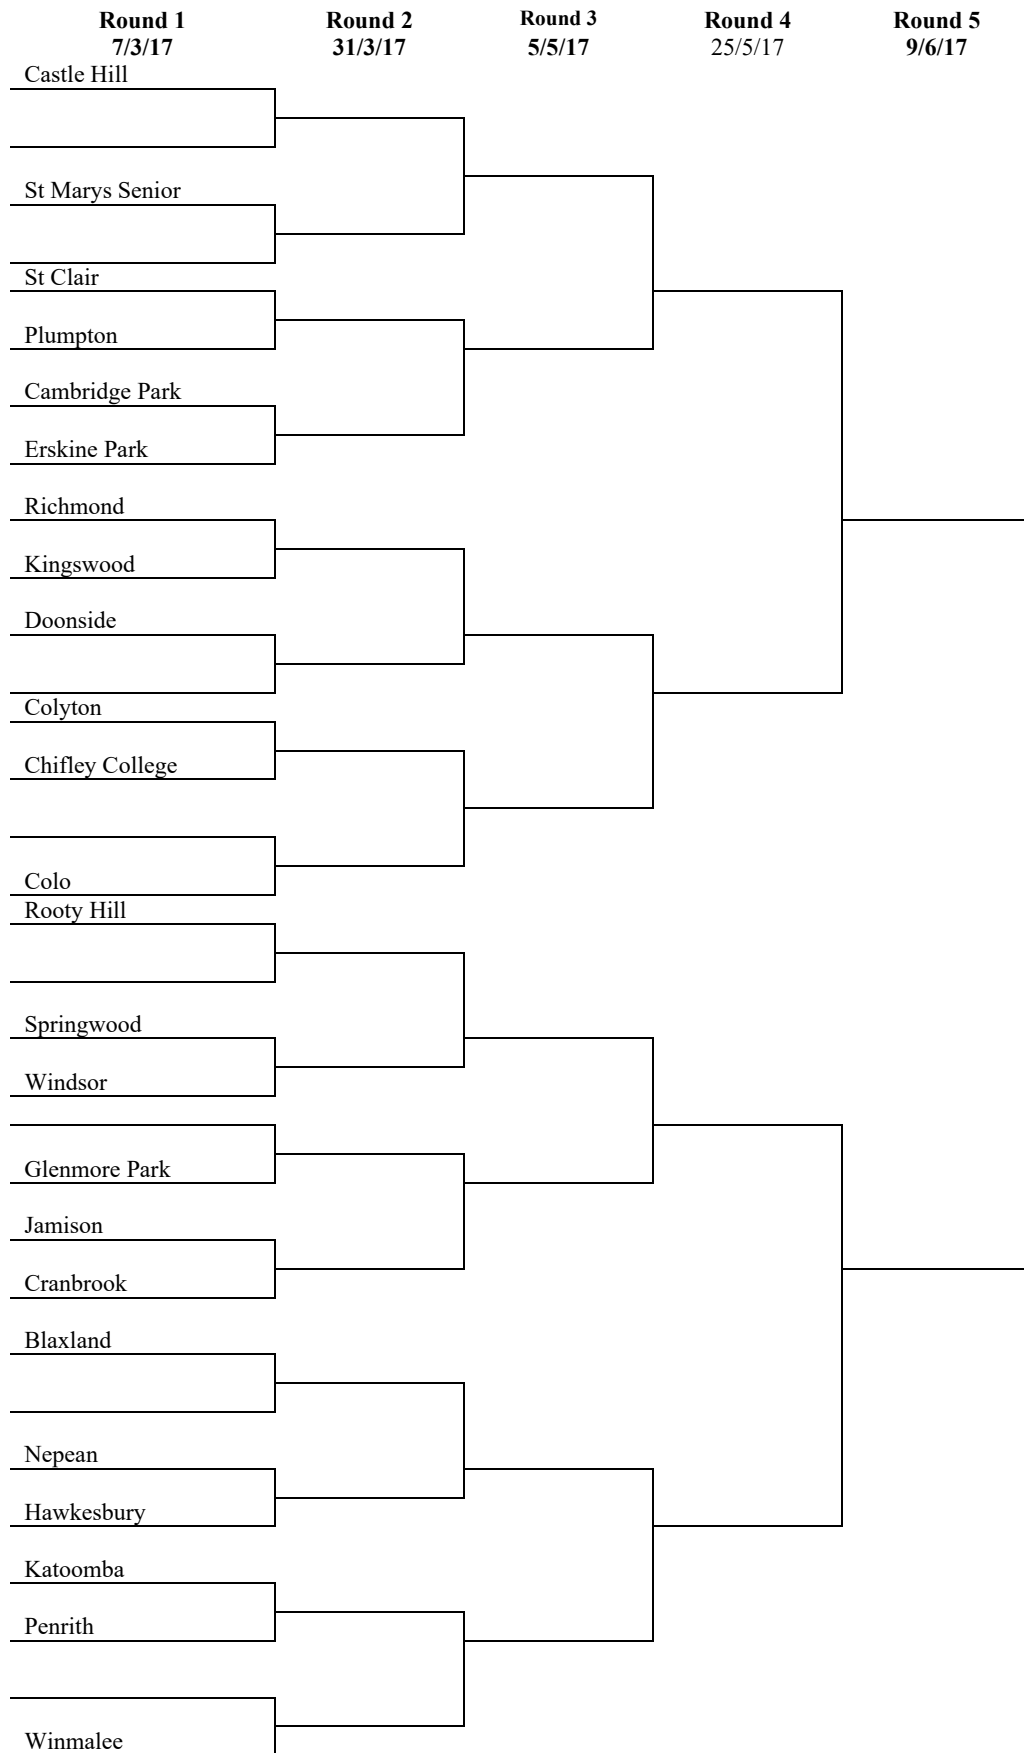 Round 1 Round 2 Round 3 Round 4 Round 5
7/3/17 31/3/17 5/5/17 25/5/17 9/6/17
Castle Hill
St Marys Senior
St Clair
Plumpton
Cambridge Park
Erskine Park
Richmond
Kingswood
Doonside
Colyton
Chifley College
Colo
Rooty Hill
Springwood
Windsor
Glenmore Park
Jamison
Cranbrook
Blaxland
Nepean
Hawkesbury
Katoomba
Penrith
Winmalee